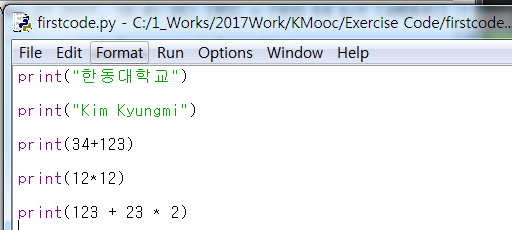 firstcode.py - C:/1_Works/2017Work/KMooc/Exercise Code/firstcode...
File Edit Format Run Options Window Help
print("한동대학교")
print("Kim Kyungmi")
print(34+123)
print(12*12)
print(123 + 23 * 2)